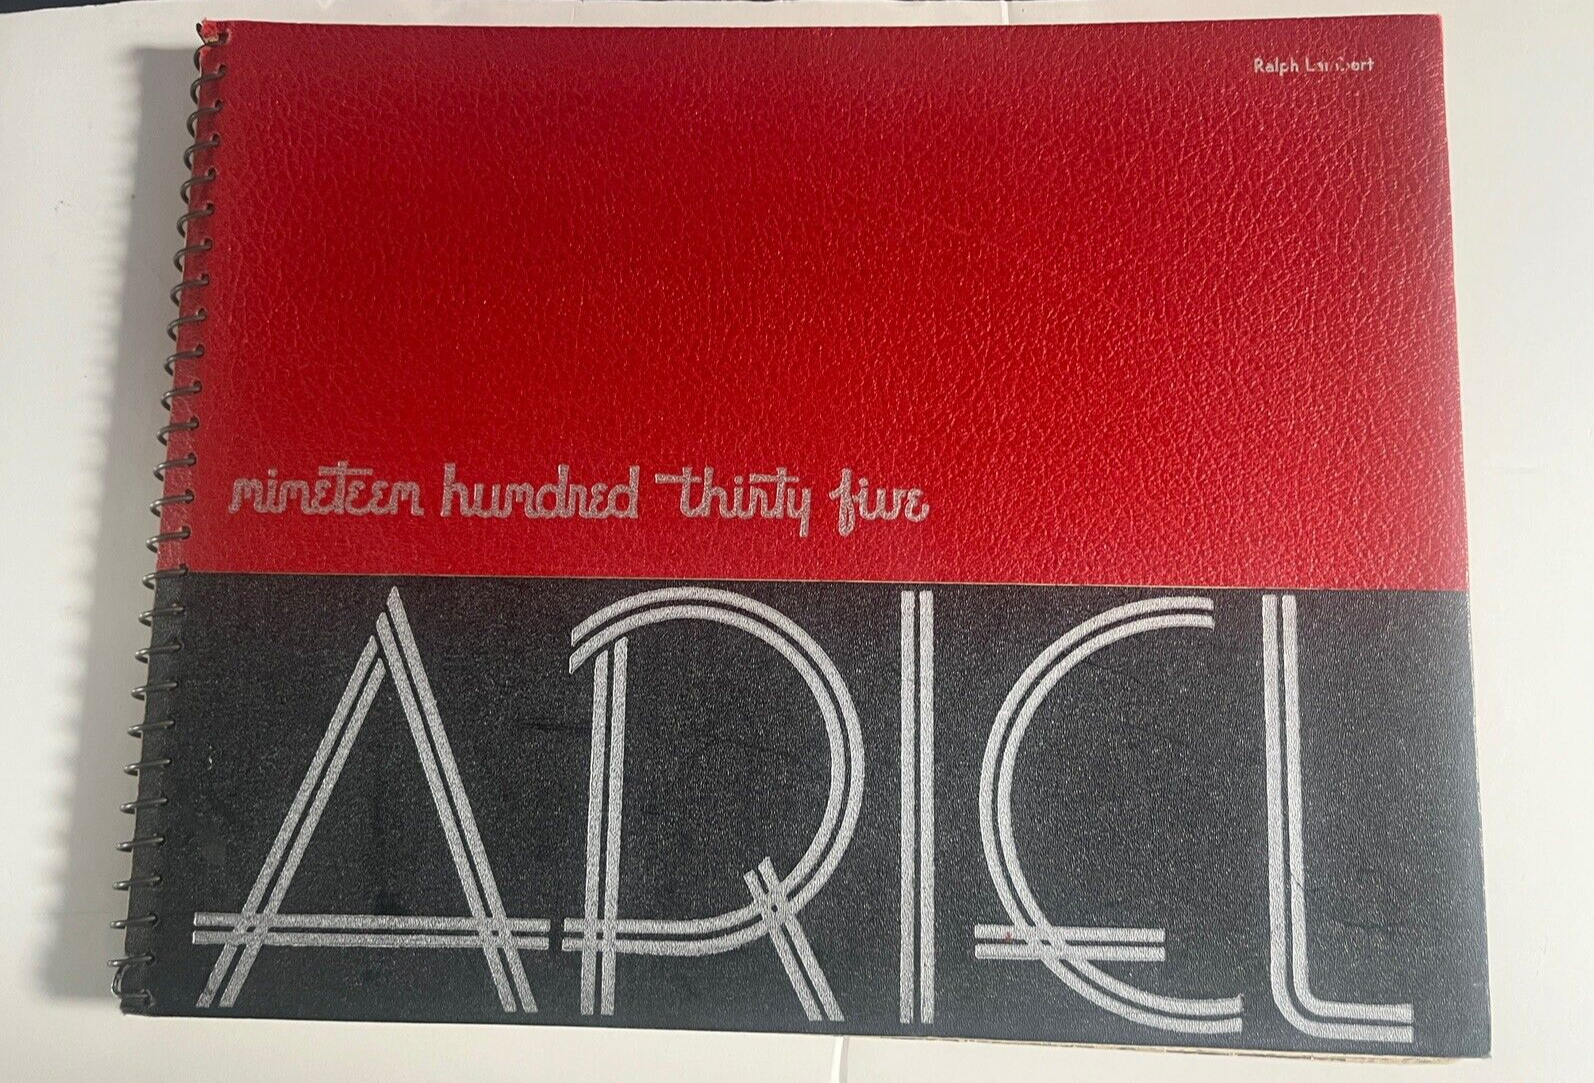 Ralph Lambert
nineteen hundred thirty five
ARIEL